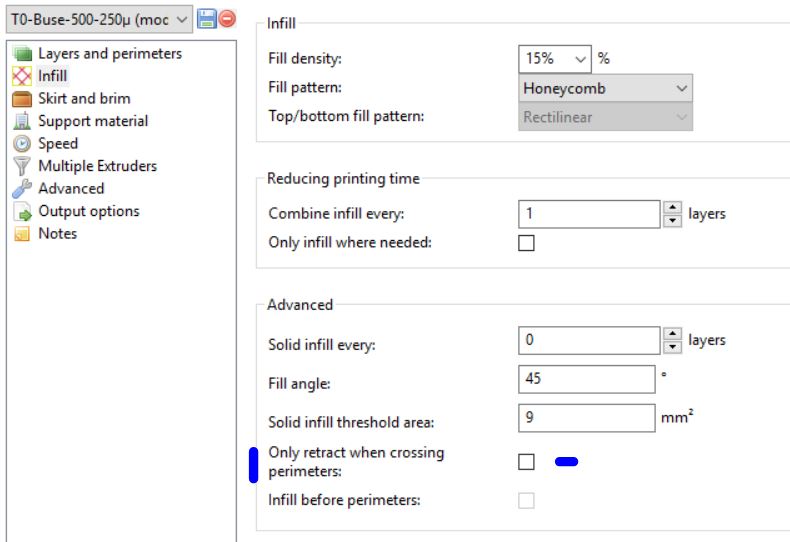 T0-Buse-500-250µ (moc
Layers and perimeters
Infill
Skirt and brim
Support material
Speed
Multiple Extruders
Advanced
Output options
Notes
Infill
Fill density: 15% %
Fill pattern: Honeycomb
Top/bottom fill pattern: Rectilinear
Reducing printing time
Combine infill every: 1 layers
Only infill where needed:
Advanced
Solid infill every: 0 layers
Fill angle: 45 °
Solid infill threshold area: 9 mm²
Only retract when crossing
perimeters:
Infill before perimeters: